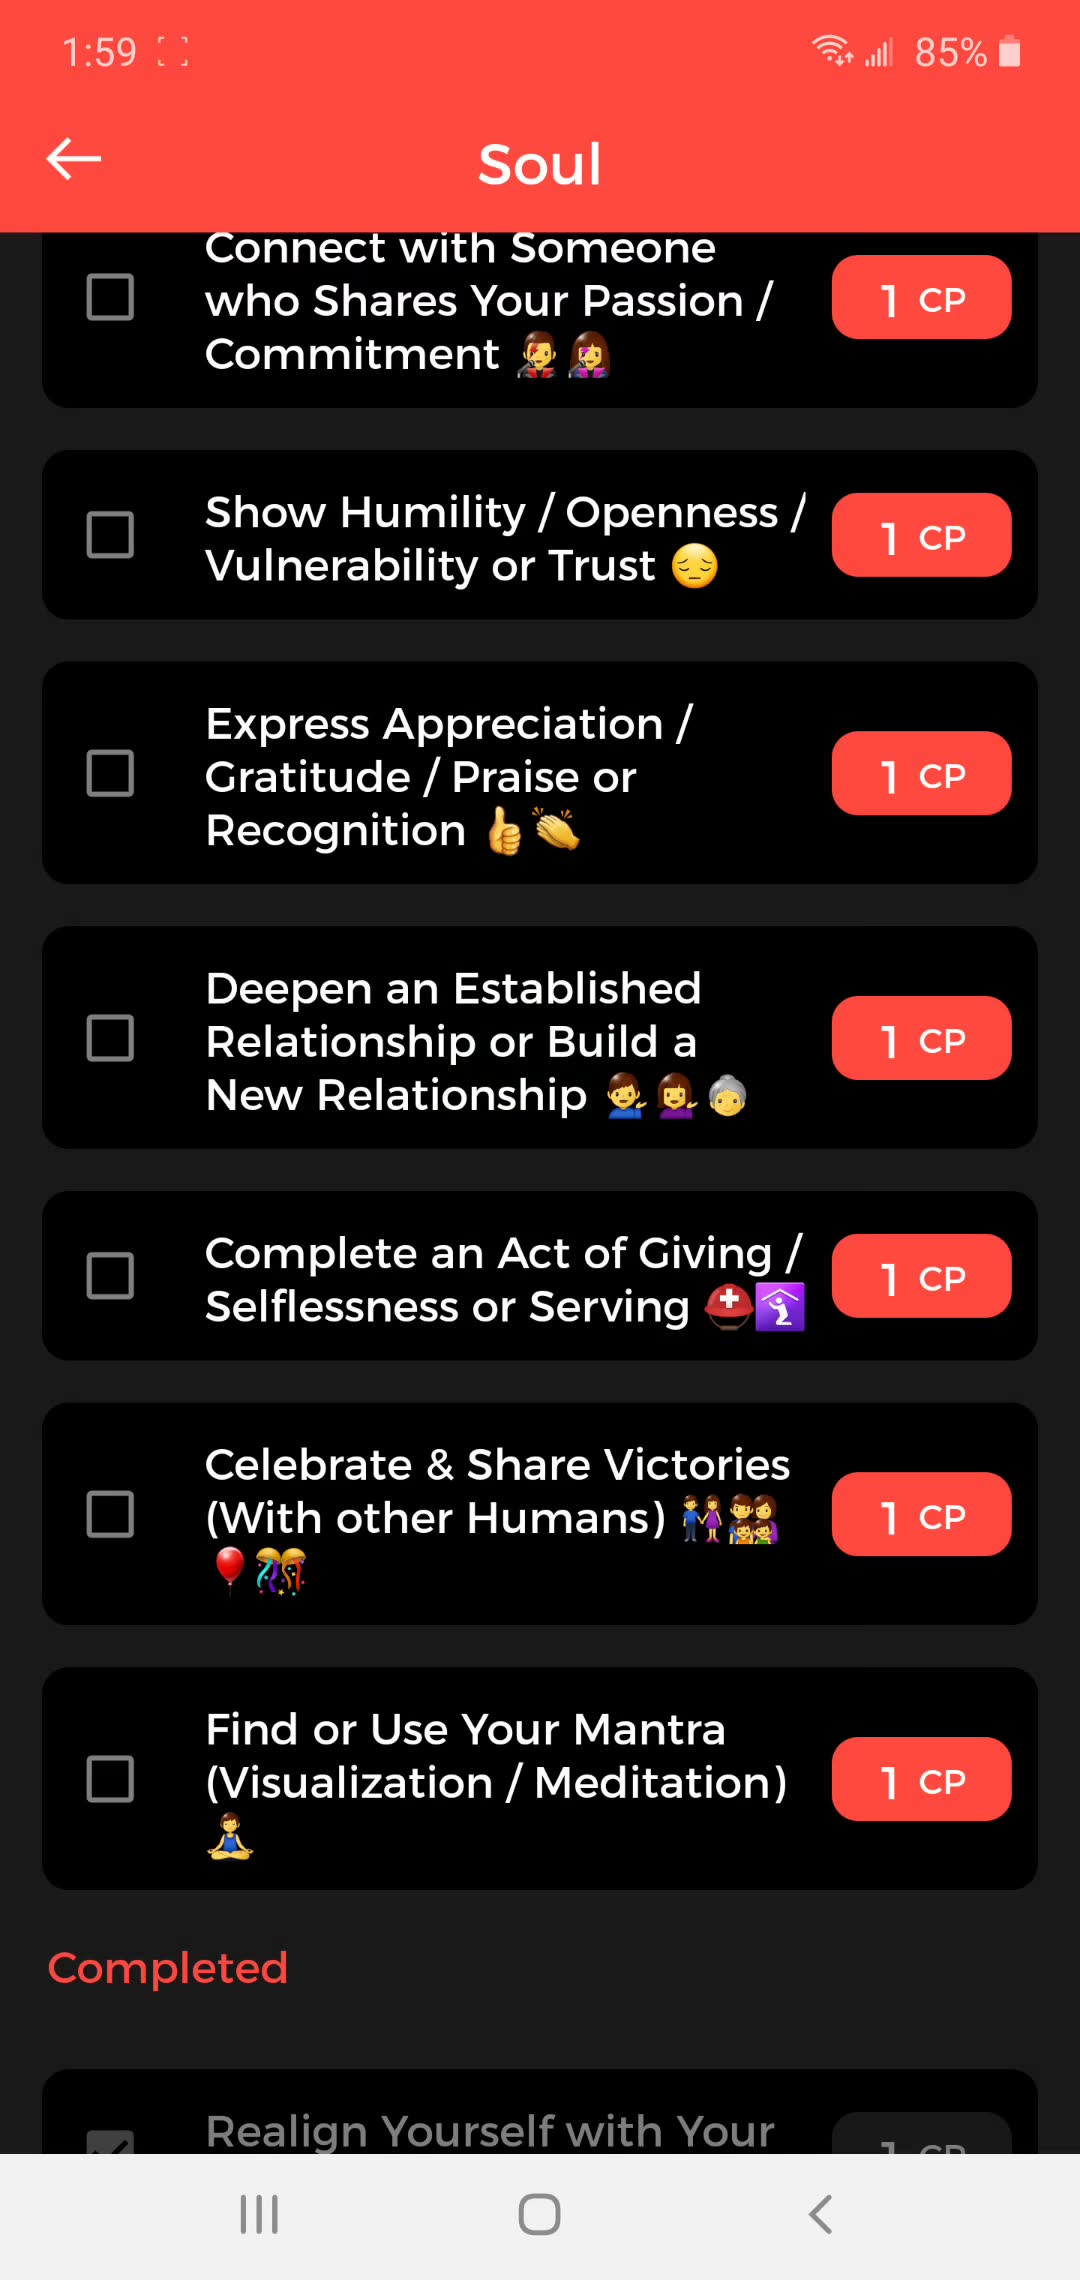 1:59
85%
Soul
Connect with Someone
who Shares Your Passion /
Commitment 👨‍🎤👩‍🎤
1 CP
Show Humility / Openness /
Vulnerability or Trust 😔
1 CP
Express Appreciation /
Gratitude / Praise or
Recognition 👍👏
1 CP
Deepen an Established
Relationship or Build a
New Relationship 💁‍♂️💁‍♀️👵
1 CP
Complete an Act of Giving /
Selflessness or Serving ⛑🛐
1 CP
Celebrate & Share Victories
(With other Humans) 👫👨‍👩‍👦‍👦
🎈🎊
1 CP
Find or Use Your Mantra
(Visualization / Meditation)
🧘‍♂️
1 CP
Completed
Realign Yourself with Your
1 CP